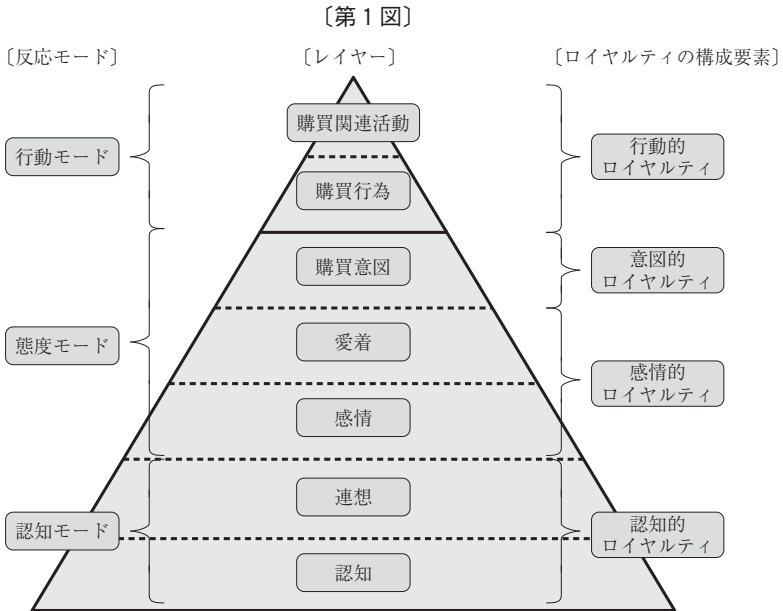 〔第1図〕
〔反応モード〕
〔レイヤー〕
〔ロイヤルティの構成要素〕
購買関連活動
行動モード
行動的
ロイヤルティ
購買行為
購買意図
意図的
ロイヤルティ
態度モード
愛着
感情的
ロイヤルティ
感情
連想
認知モード
認知的
ロイヤルティ
認知